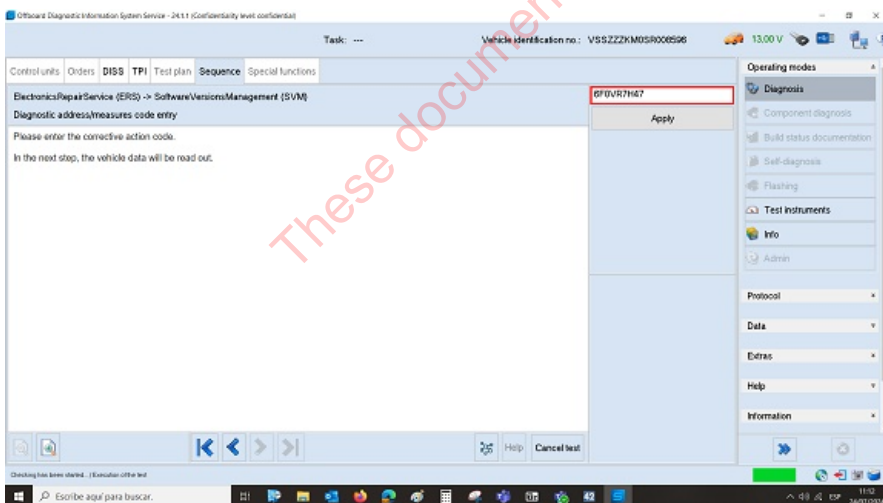 Offboard Diagnostic Information System Service - 24.1.1 (Confidentiality level: confidential)
Task: ---
Vehicle identification no.: VSSZZZKM0SR008596
13.00 V
Control units Orders DISS TPI Test plan Sequence Special functions
ElectronicsRepairService (ERS) -> SoftwareVersionsManagement (SVM)
Diagnostic address/measures code entry
Please enter the corrective action code.
In the next step, the vehicle data will be read out.
6F0VR7H47
Apply
Operating modes
Diagnosis
Component diagnosis
Build status documentation
Self-diagnosis
Flashing
Test instruments
Info
Admin
Protocol
Data
Extras
Help
Information
Help Cancel test
Checking has been started... | Execution of the test
Escribe aquí para buscar.
42
ESP
11:52
These documen